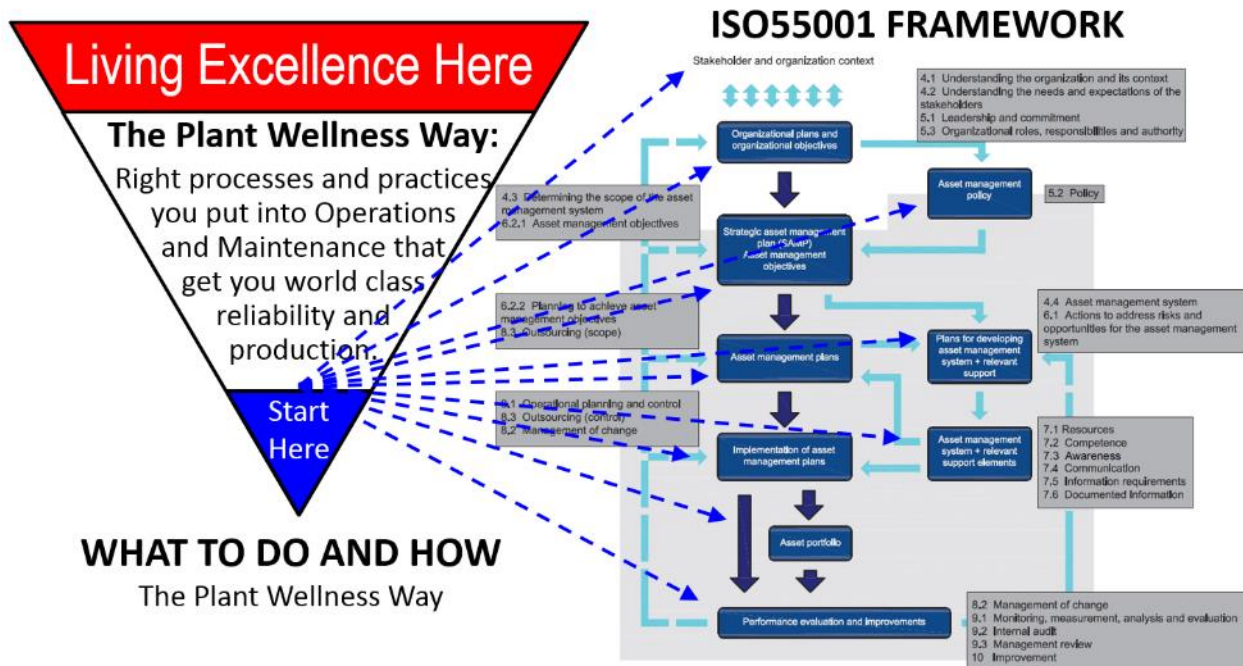 Living Excellence Here
The Plant Wellness Way:
Right processes and practices
you put into Operations
and Maintenance that
get you world class
reliability and
production.
Start
Here
WHAT TO DO AND HOW
The Plant Wellness Way
ISO55001 FRAMEWORK
Stakeholder and organization context
4.1 Understanding the organization and its context
4.2 Understanding the needs and expectations of the
stakeholders
5.1 Leadership and commitment
5.3 Organizational roles, responsibilities and authority
Organizational plans and
organizational objectives
Asset management
policy
5.2 Policy
4.3 Determining the scope of the asset
management system
6.2.1 Asset management objectives
Strategic asset management
plan (SAMP)
Asset management
objectives
6.2.2 Planning to achieve asset
management objectives
8.3 Outsourcing (scope)
4.4 Asset management system
6.1 Actions to address risks and
opportunities for the asset management
system
Asset management plans
Plans for developing
asset management
system + relevant
support
8.1 Operational planning and control
8.3 Outsourcing (control)
8.2 Management of change
Implementation of asset
management plans
Asset management
system + relevant
support elements
7.1 Resources
7.2 Competence
7.3 Awareness
7.4 Communication
7.5 Information requirements
7.6 Documented information
Asset portfolio
Performance evaluation and improvements
8.2 Management of change
9.1 Monitoring, measurement, analysis and evaluation
9.2 Internal audit
9.3 Management review
10 Improvement